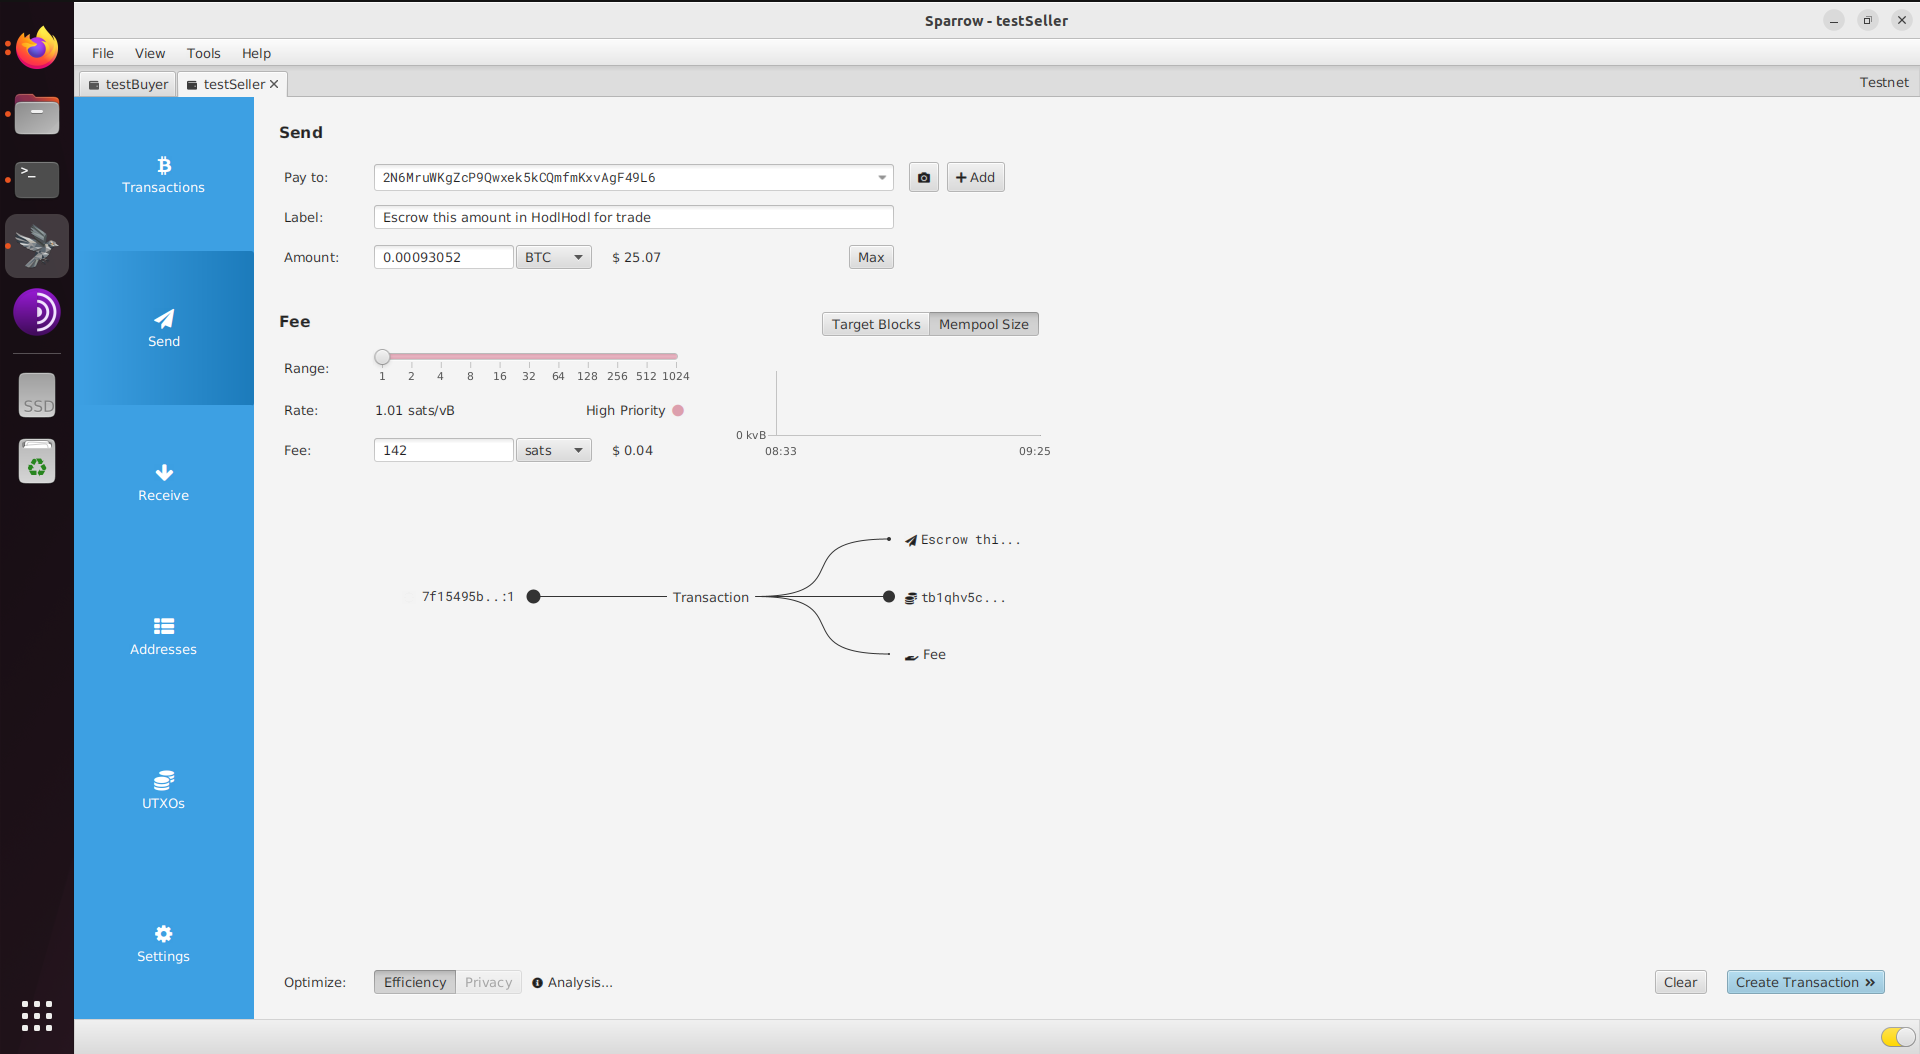 Sparrow - testSeller
File View Tools Help
testBuyer testSeller Testnet
Transactions
Send
Receive
Addresses
UTXOs
Settings
SSD
Send
Pay to: 2N6MruWKgZcP9Qwxek5kCQmfmKxvAgF49L6 Add
Label: Escrow this amount in HodlHodl for trade
Amount: 0.00093052 BTC $ 25.07 Max
Fee Target Blocks Mempool Size
Range:
1 2 4 8 16 32 64 128 256 512 1024
Rate: 1.01 sats/vB High Priority
Fee: 142 sats $ 0.04
0 kvB
08:33 09:25
Escrow thi...
7f15495b..:1 Transaction tb1qhv5c...
Fee
Optimize: Efficiency Privacy Analysis... Clear Create Transaction »